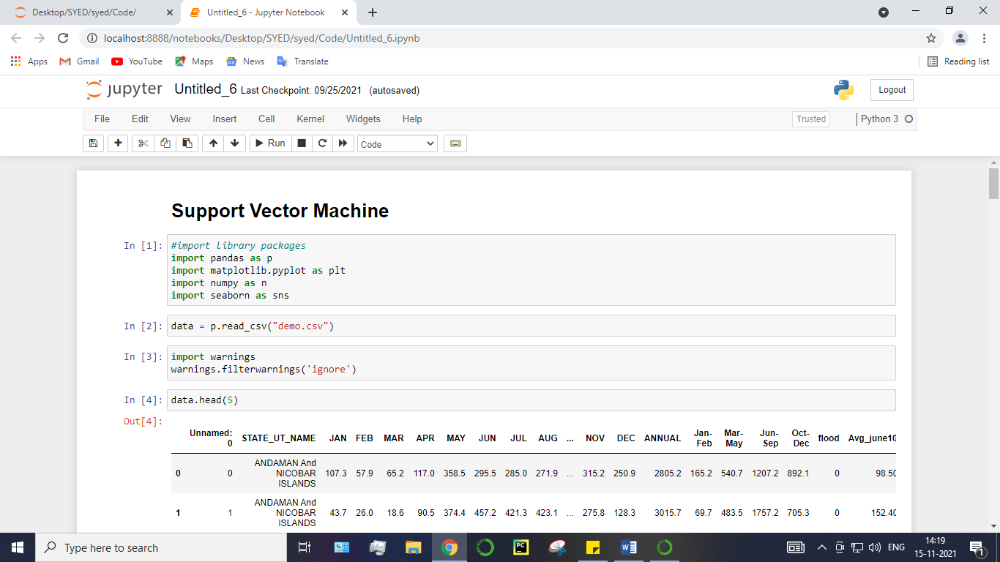 Desktop/SYED/syed/Code/
Untitled_6 - Jupyter Notebook
localhost:8888/notebooks/Desktop/SYED/syed/Code/Untitled_6.ipynb
Apps Gmail YouTube Maps News Translate Reading list
jupyter Untitled_6 Last Checkpoint: 09/25/2021 (autosaved) Logout
File Edit View Insert Cell Kernel Widgets Help Trusted Python 3
Run Code
Support Vector Machine
In [1]: #import library packages
import pandas as p
import matplotlib.pyplot as plt
import numpy as n
import seaborn as sns
In [2]: data = p.read_csv("demo.csv")
In [3]: import warnings
warnings.filterwarnings('ignore')
In [4]: data.head(5)
Out[4]:
Unnamed: 0 STATE_UT_NAME JAN FEB MAR APR MAY JUN JUL AUG ... NOV DEC ANNUAL Jan-Feb Mar-May Jun-Sep Oct-Dec flood Avg_june10
0 0 ANDAMAN And NICOBAR ISLANDS 107.3 57.9 65.2 117.0 358.5 295.5 285.0 271.9 ... 315.2 250.9 2805.2 165.2 540.7 1207.2 892.1 0 98.50
1 1 ANDAMAN And NICOBAR ISLANDS 43.7 26.0 18.6 90.5 374.4 457.2 421.3 423.1 ... 275.8 128.3 3015.7 69.7 483.5 1757.2 705.3 0 152.40
Type here to search
PC
W
ENG
14:19
15-11-2021
1